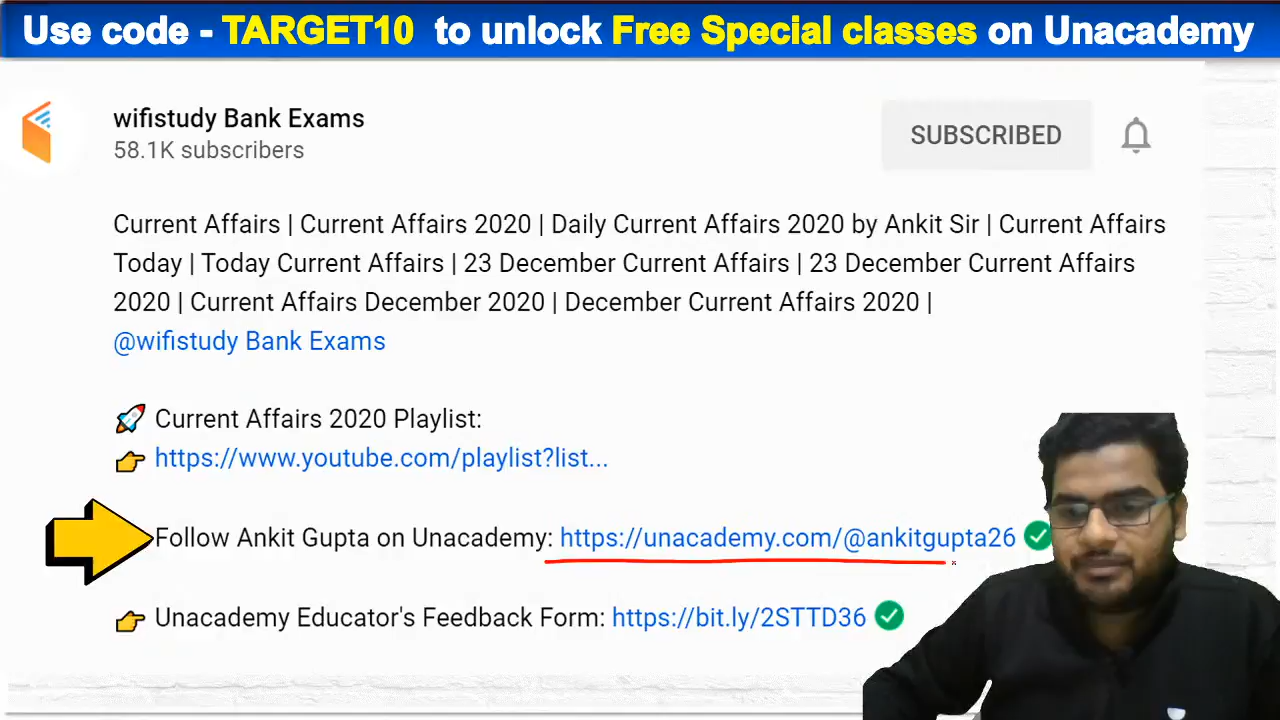 Use code - TARGET10 to unlock Free Special classes on Unacademy
wifistudy Bank Exams
58.1K subscribers
SUBSCRIBED
Current Affairs | Current Affairs 2020 | Daily Current Affairs 2020 by Ankit Sir | Current Affairs
Today | Today Current Affairs | 23 December Current Affairs | 23 December Current Affairs
2020 | Current Affairs December 2020 | December Current Affairs 2020 |
@wifistudy Bank Exams
🚀 Current Affairs 2020 Playlist:
👉 https://www.youtube.com/playlist?list...
Follow Ankit Gupta on Unacademy: https://unacademy.com/@ankitgupta26
👉 Unacademy Educator's Feedback Form: https://bit.ly/2STTD36